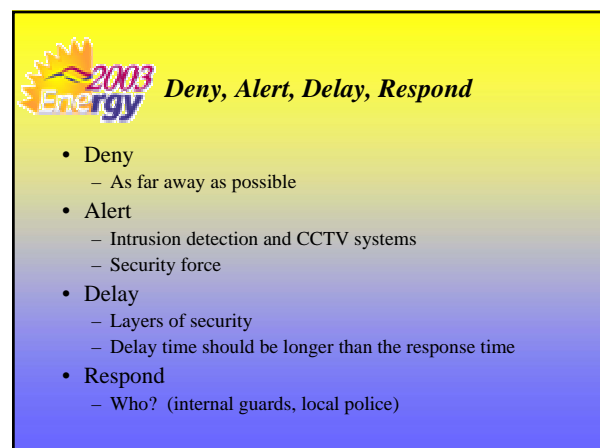 2003
Energy
Deny, Alert, Delay, Respond
• Deny
– As far away as possible
• Alert
– Intrusion detection and CCTV systems
– Security force
• Delay
– Layers of security
– Delay time should be longer than the response time
• Respond
– Who?  (internal guards, local police)